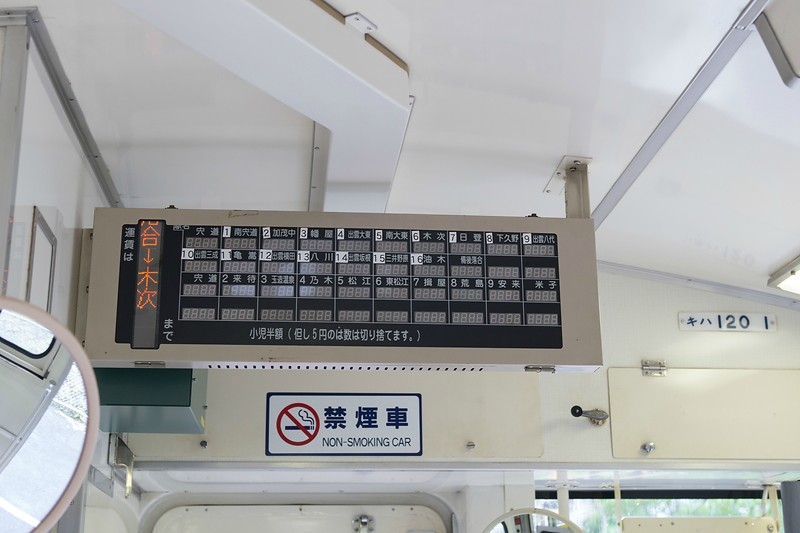 運賃は
合→木次
まで
宍道 1 南宍道 2 加茂中 3 幡屋 4 出雲大東 5 南大東 6 木次 7 日登 8 下久野 9 出雲八代
10 出雲三成 11 亀嵩 12 出雲横田 13 八川 14 出雲坂根 15 三井野原 16 油木 備後落合
宍道 2 来待 3 玉造温泉 4 乃木 5 松江 6 東松江 7 揖屋 8 荒島 9 安来 米子
小児半額(但し5円のは数は切り捨てます。)
キハ120 1
禁煙車
NON-SMOKING CAR